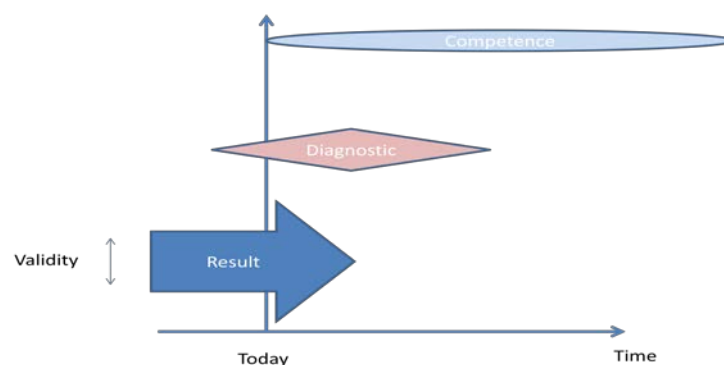 Competence
Diagnostic
Validity
Result
Today
Time